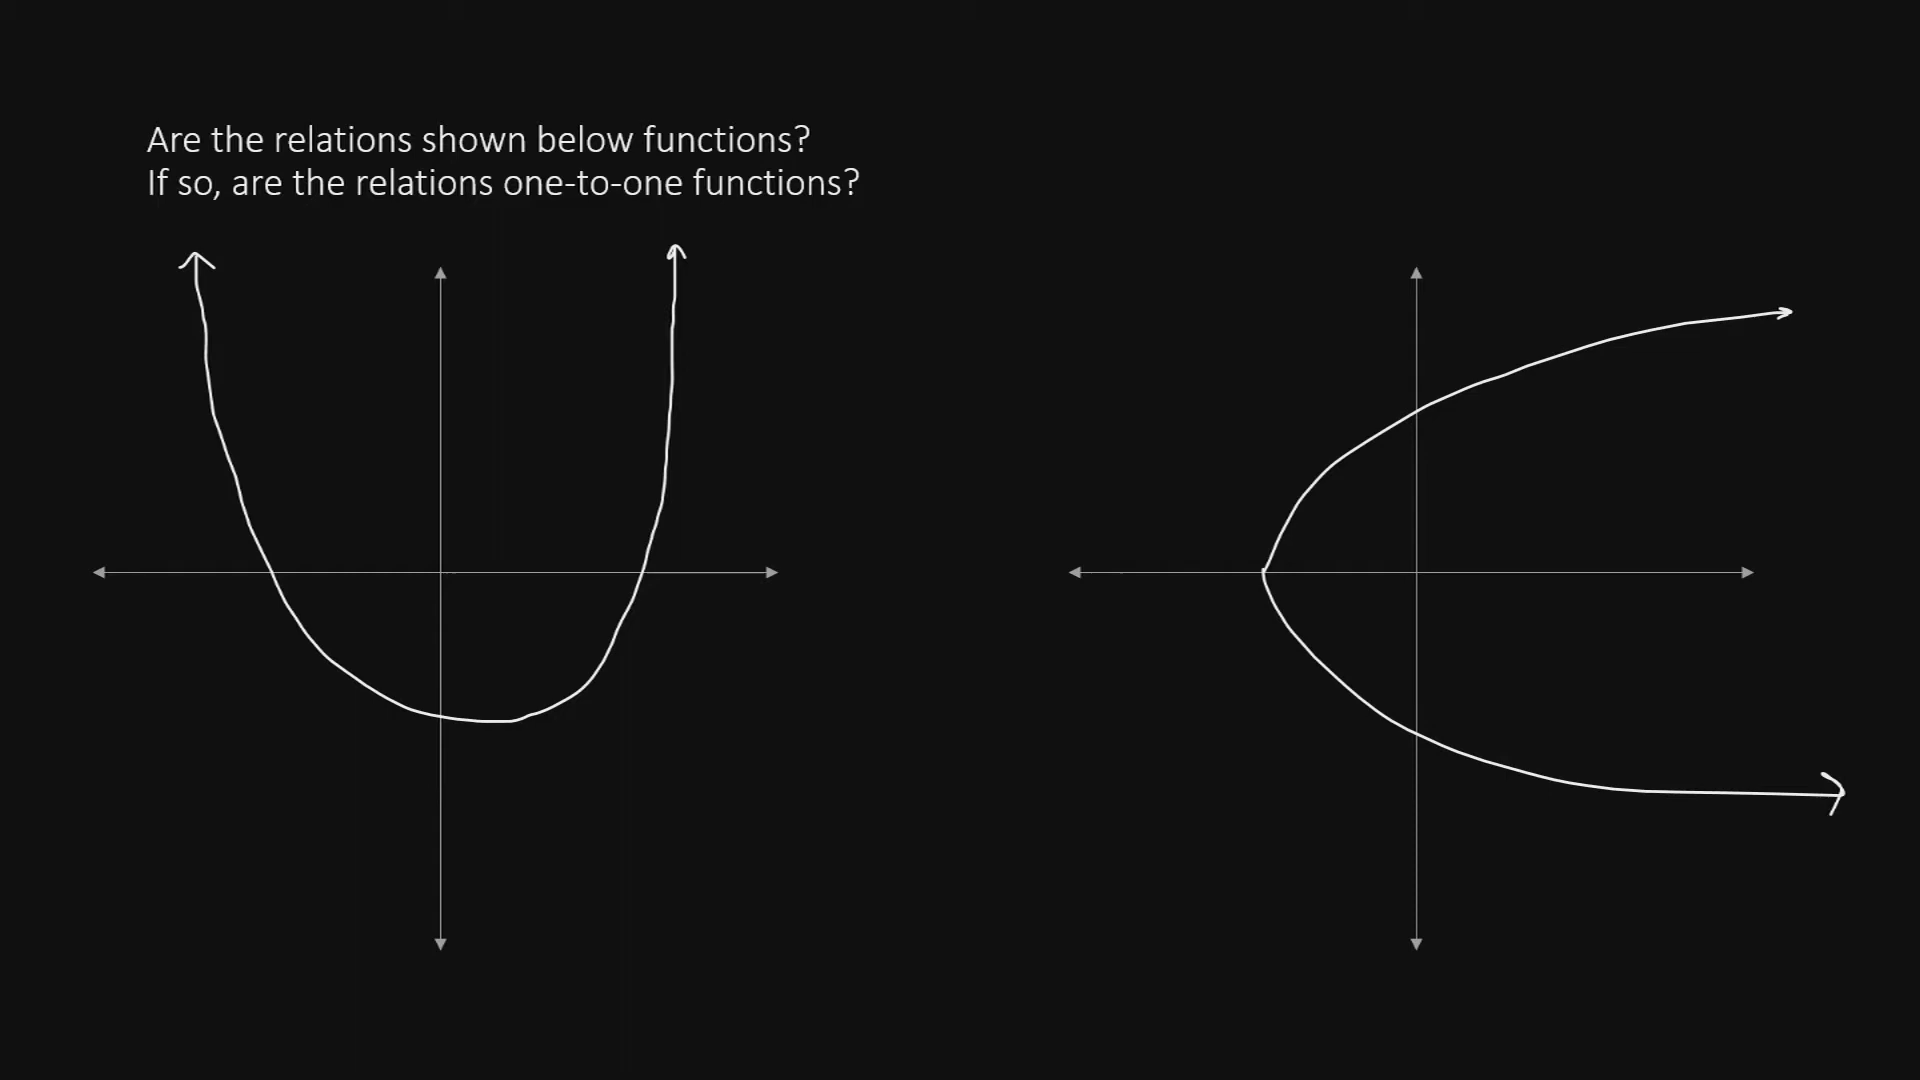 Are the relations shown below functions?
If so, are the relations one-to-one functions?